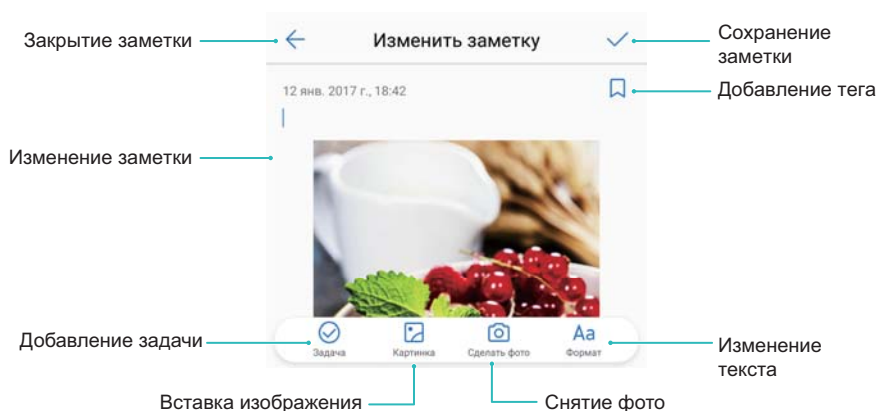 Закрытие заметки
Изменить заметку
Сохранение
заметки
12 янв. 2017 г., 18:42
Добавление тега
Изменение заметки
Добавление задачи
Задача
Картинка
Сделать фото
Aa
Формат
Изменение
текста
Вставка изображения
Снятие фото